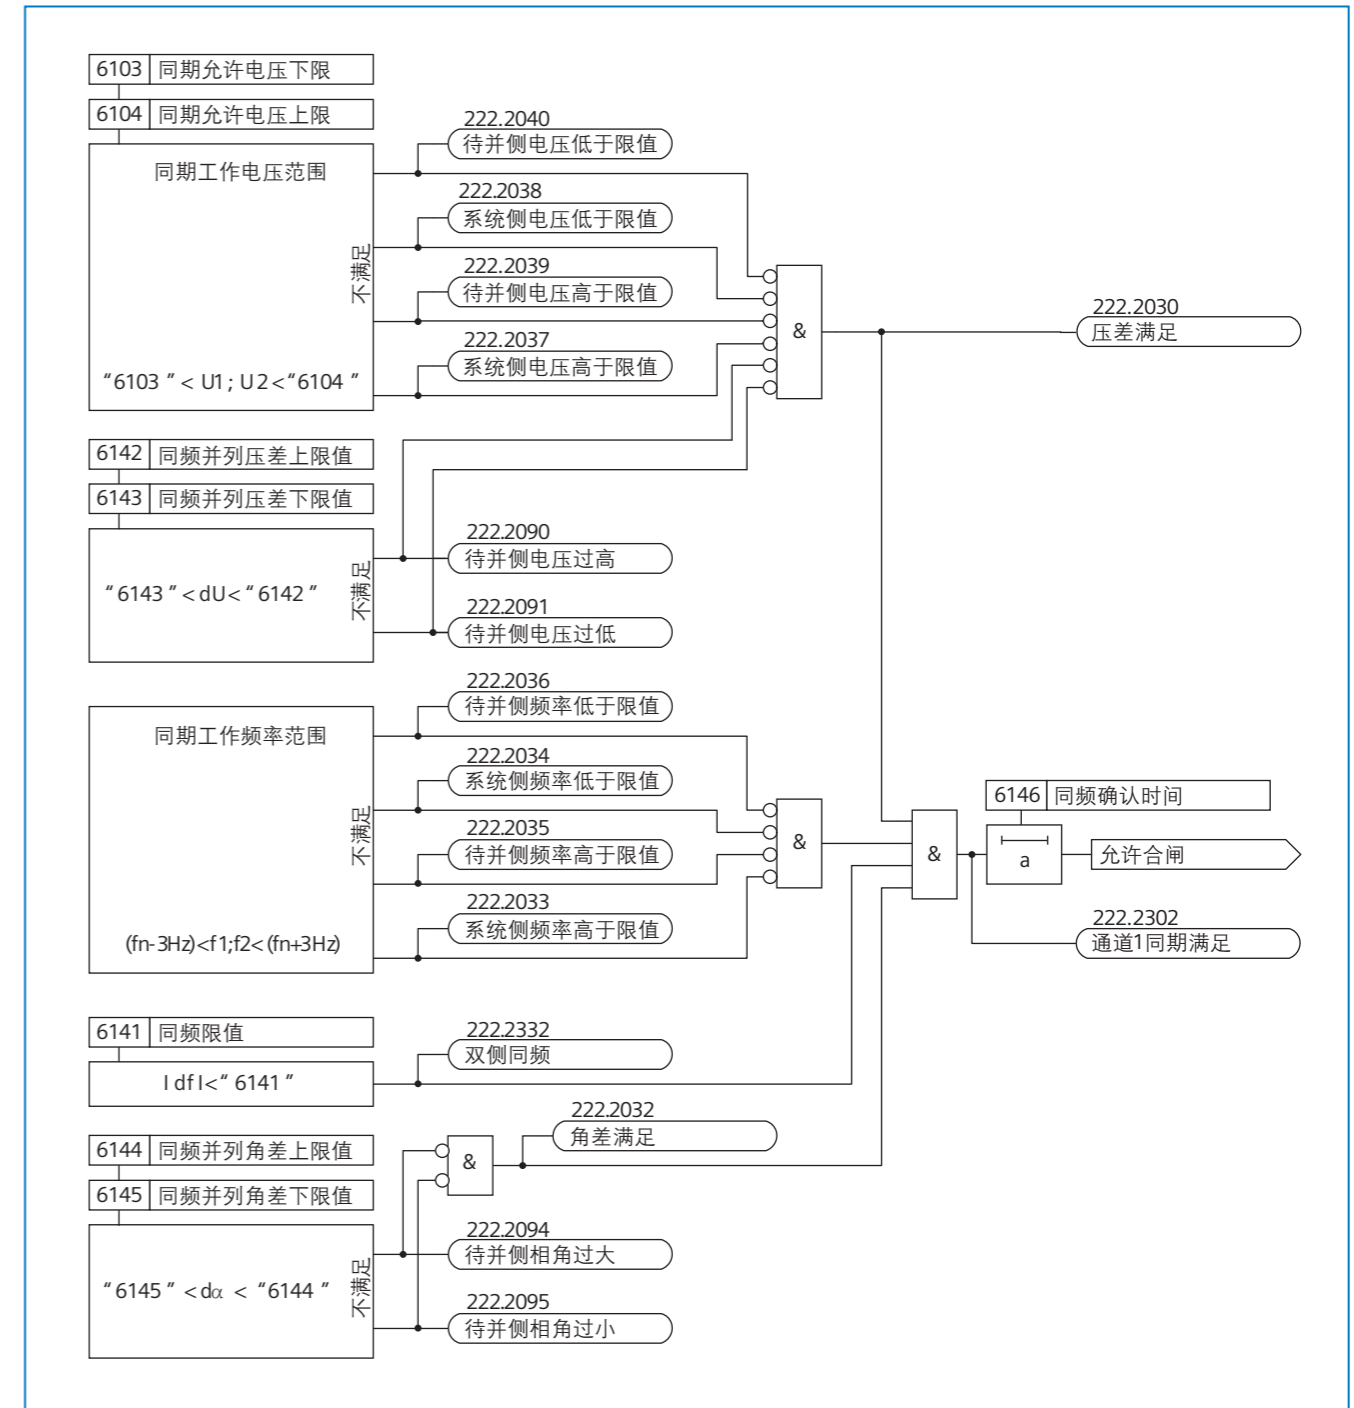 6103 同期允许电压下限
6104 同期允许电压上限
同期工作电压范围
不满足
“6103 ”< U1 ; U 2<“6104 ”
222.2040
待并侧电压低于限值
222.2038
系统侧电压低于限值
222.2039
待并侧电压高于限值
222.2037
系统侧电压高于限值
&
222.2030
压差满足
6142 同频并列压差上限值
6143 同频并列压差下限值
“ 6143 ”< dU< “ 6142 ”
不满足
222.2090
待并侧电压过高
222.2091
待并侧电压过低
同期工作频率范围
不满足
(fn-3Hz)<f1;f2<(fn+3Hz)
222.2036
待并侧频率低于限值
222.2034
系统侧频率低于限值
222.2035
待并侧频率高于限值
222.2033
系统侧频率高于限值
&
&
6146 同频确认时间
a
允许合闸
222.2302
通道1同期满足
6141 同频限值
I df I<“ 6141 ”
222.2332
双侧同频
6144 同频并列角差上限值
6145 同频并列角差下限值
“ 6145 ” <dα < “6144 ”
不满足
&
222.2032
角差满足
222.2094
待并侧相角过大
222.2095
待并侧相角过小